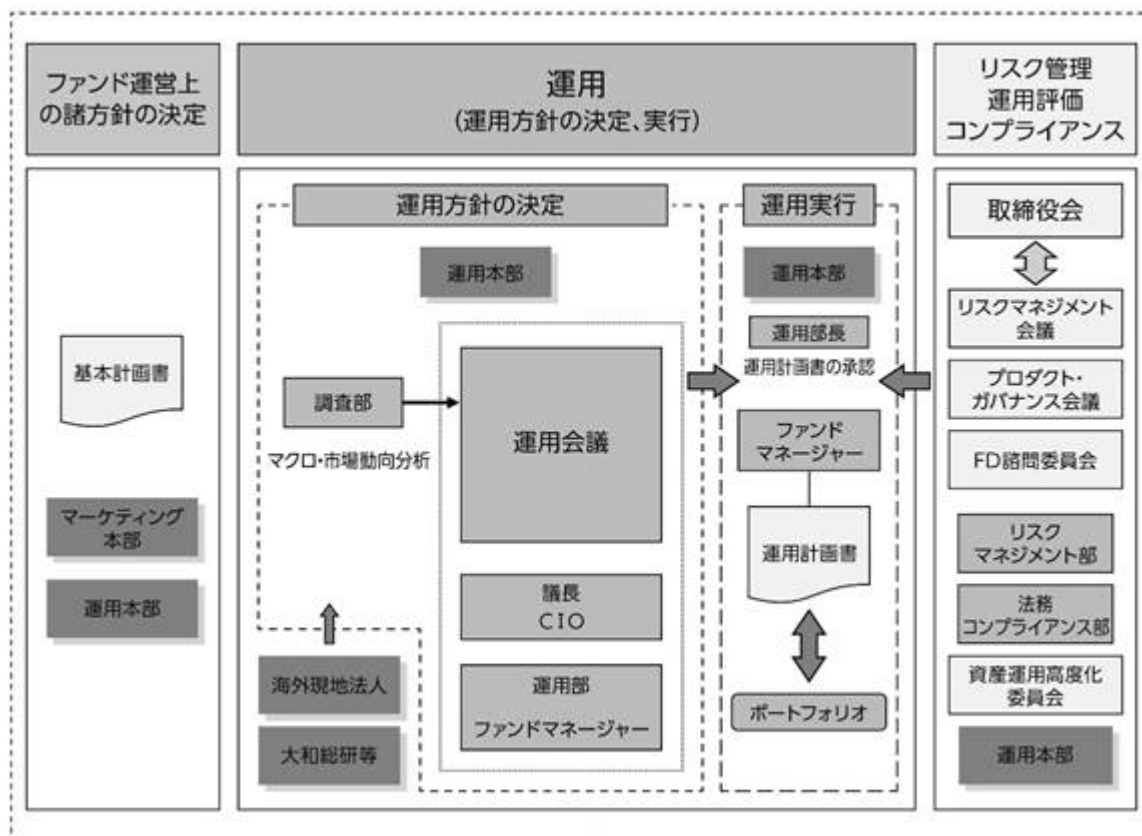 ファンド運営上
の諸方針の決定
運用
(運用方針の決定、実行)
リスク管理
運用評価
コンプライアンス
基本計画書
マーケティング
本部
運用本部
運用方針の決定
運用本部
調査部
マクロ・市場動向分析
運用会議
議長
CIO
運用部
ファンドマネージャー
海外現地法人
大和総研等
運用実行
運用本部
運用部長
運用計画書の承認
ファンド
マネージャー
運用計画書
ポートフォリオ
取締役会
リスクマネジメント
会議
プロダクト・
ガバナンス会議
FD諮問委員会
リスク
マネジメント部
法務
コンプライアンス部
資産運用高度化
委員会
運用本部